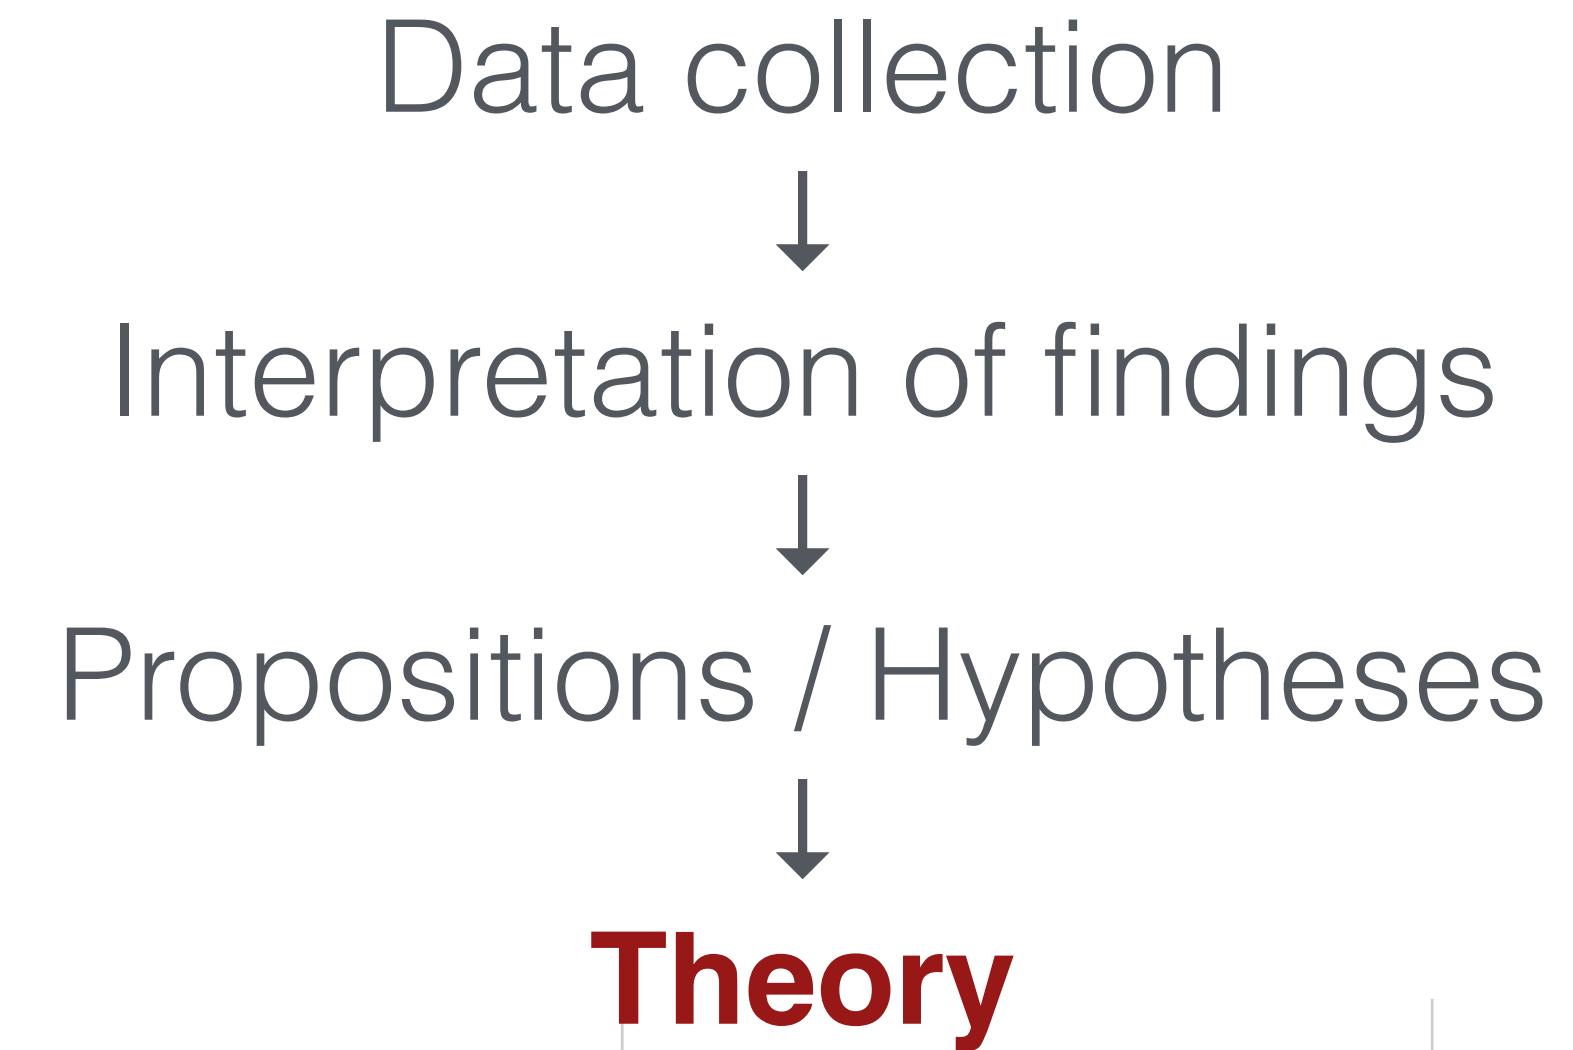 Data collection
Interpretation of findings
Propositions / Hypotheses
Theory